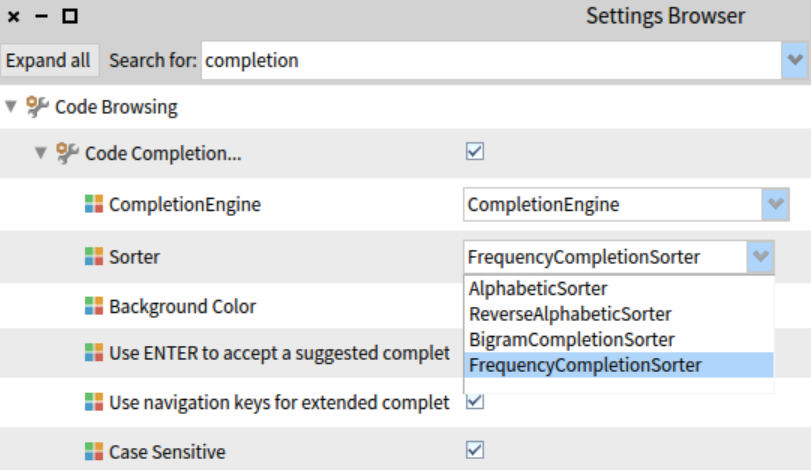 Settings Browser
Expand all Search for: completion
Code Browsing
Code Completion...
CompletionEngine CompletionEngine
Sorter FrequencyCompletionSorter
AlphabeticSorter
ReverseAlphabeticSorter
BigramCompletionSorter
FrequencyCompletionSorter
Background Color
Use ENTER to accept a suggested complet
Use navigation keys for extended complet
Case Sensitive